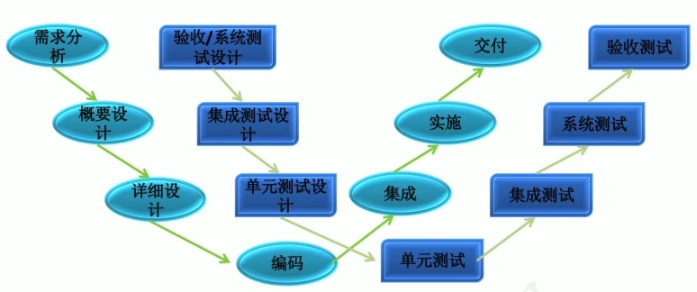 需求分
析
验收/系统测
试设计
交付
验收测试
概要设
计
集成测试设
计
实施
系统测试
详细设
计
单元测试设
计
集成
集成测试
编码
单元测试